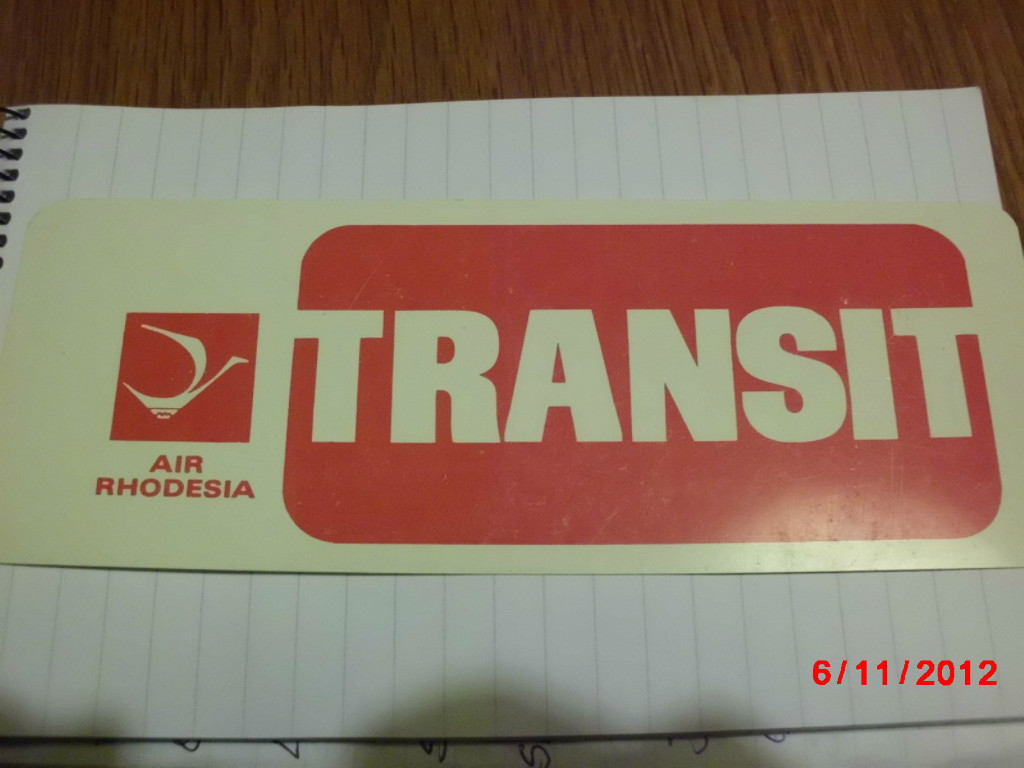 TRANSIT
AIR
RHODESIA
6/11/2012